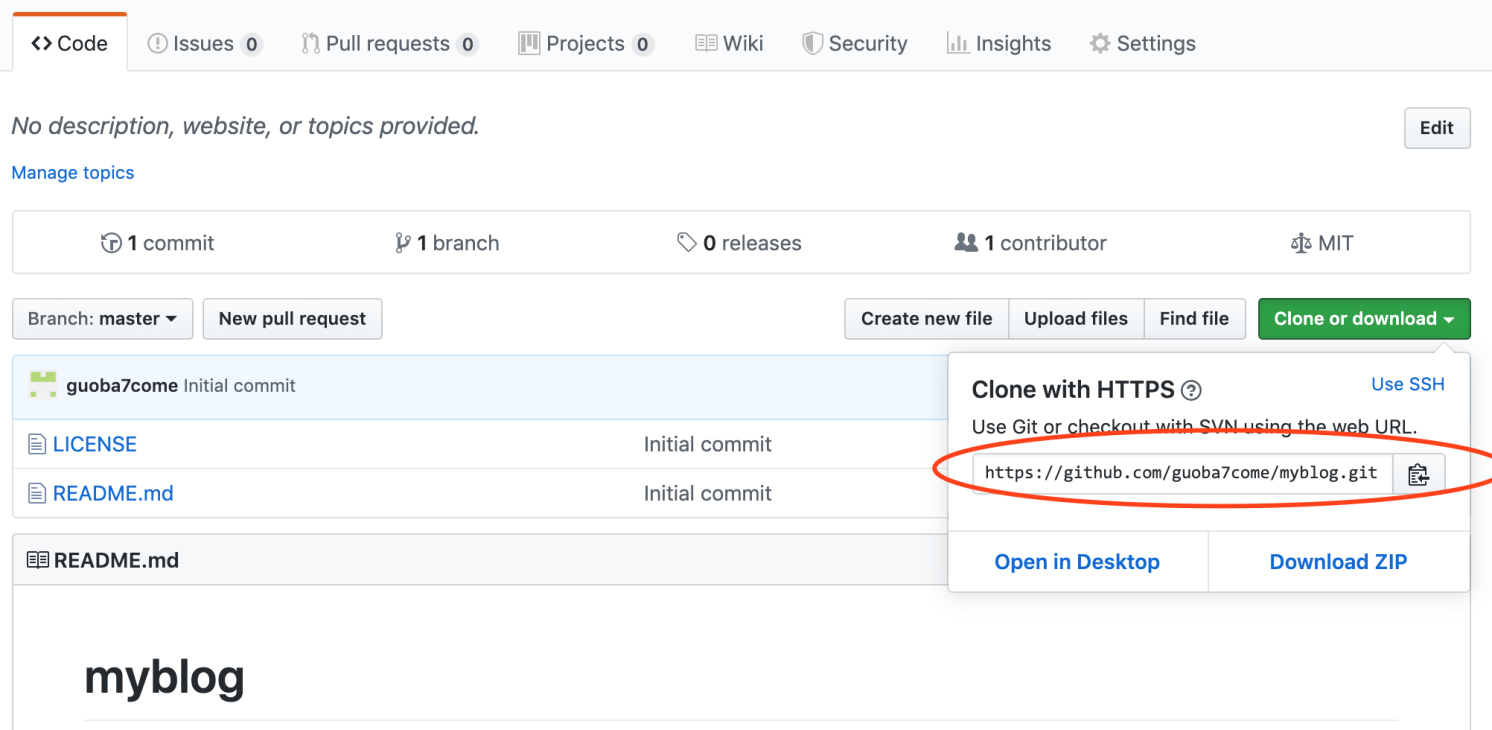 Code Issues 0 Pull requests 0 Projects 0 Wiki Security Insights Settings
No description, website, or topics provided. Edit
Manage topics
1 commit 1 branch 0 releases 1 contributor MIT
Branch: master New pull request Create new file Upload files Find file Clone or download
guoba7come Initial commit
LICENSE Initial commit
README.md Initial commit
Clone with HTTPS ? Use SSH
Use Git or checkout with SVN using the web URL.
https://github.com/guoba7come/myblog.git
Open in Desktop Download ZIP
README.md
myblog